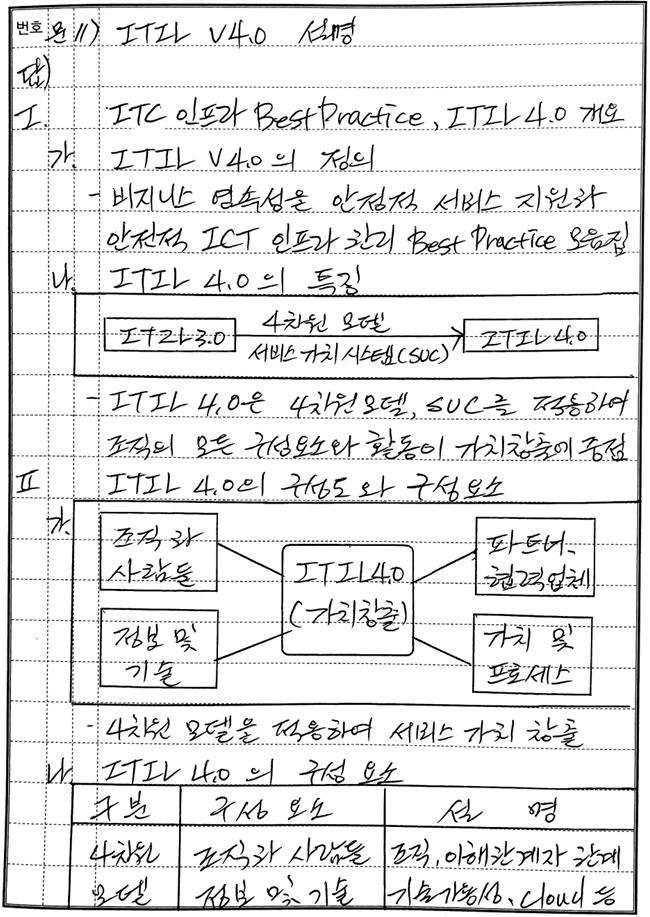 번호 문 11) ITIL V4.0 설명
답)
I. ITC 인프라 Best Practice, ITIL 4.0 개요
가. ITIL V4.0의 정의
- 비지니스 연속성을 안정적 서비스 지원과
안전적 ICT 인프라 관리 Best Practice 모음집
나. ITIL 4.0의 특징
ITIL 3.0 4차원 모델 ITIL 4.0
서비스 가치 시스템(SUC)
- ITIL 4.0은 4차원모델, SUC를 적용하여
조직의 모든 구성요소와 활동이 가치창출에 중점
II ITIL 4.0의 구성도와 구성요소
가. 조직과 파트너,
사람들 ITIL 4.0 협력업체
(가치창출)
정보 및 가치 및
기술 프로세스
- 4차원 모델을 적용하여 서비스 가치 창출
나. ITIL 4.0의 구성 요소
구분 구성 요소 설 명
4차원 조직과 사람들 조직, 이해관계자 관계
모델 정보 및 기술 기술가용성, Cloud 등